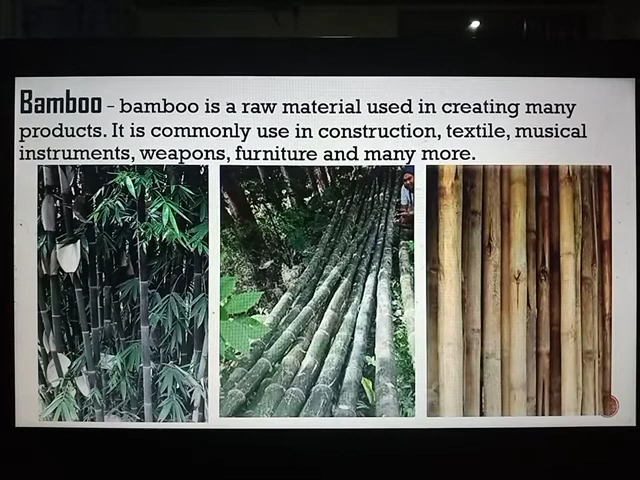 Bamboo - bamboo is a raw material used in creating many
products. It is commonly use in construction, textile, musical
instruments, weapons, furniture and many more.